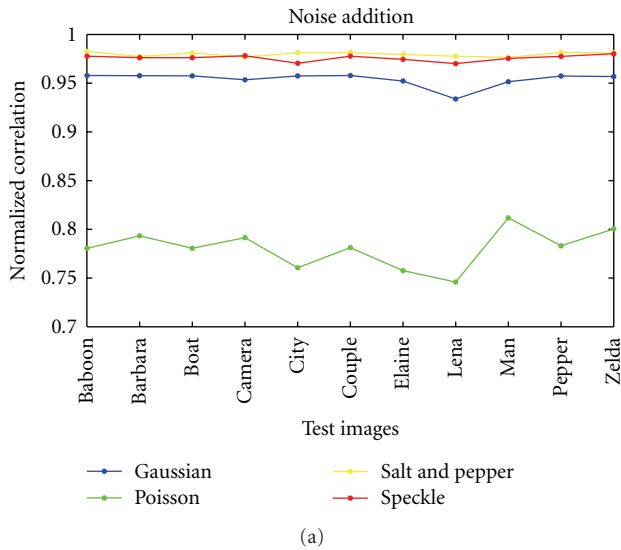 Noise addition
1
0.95
0.9
0.85
0.8
0.75
0.7
Normalized correlation
Baboon
Barbara
Boat
Camera
City
Couple
Elaine
Lena
Man
Pepper
Zelda
Test images
Gaussian
Poisson
Salt and pepper
Speckle
(a)